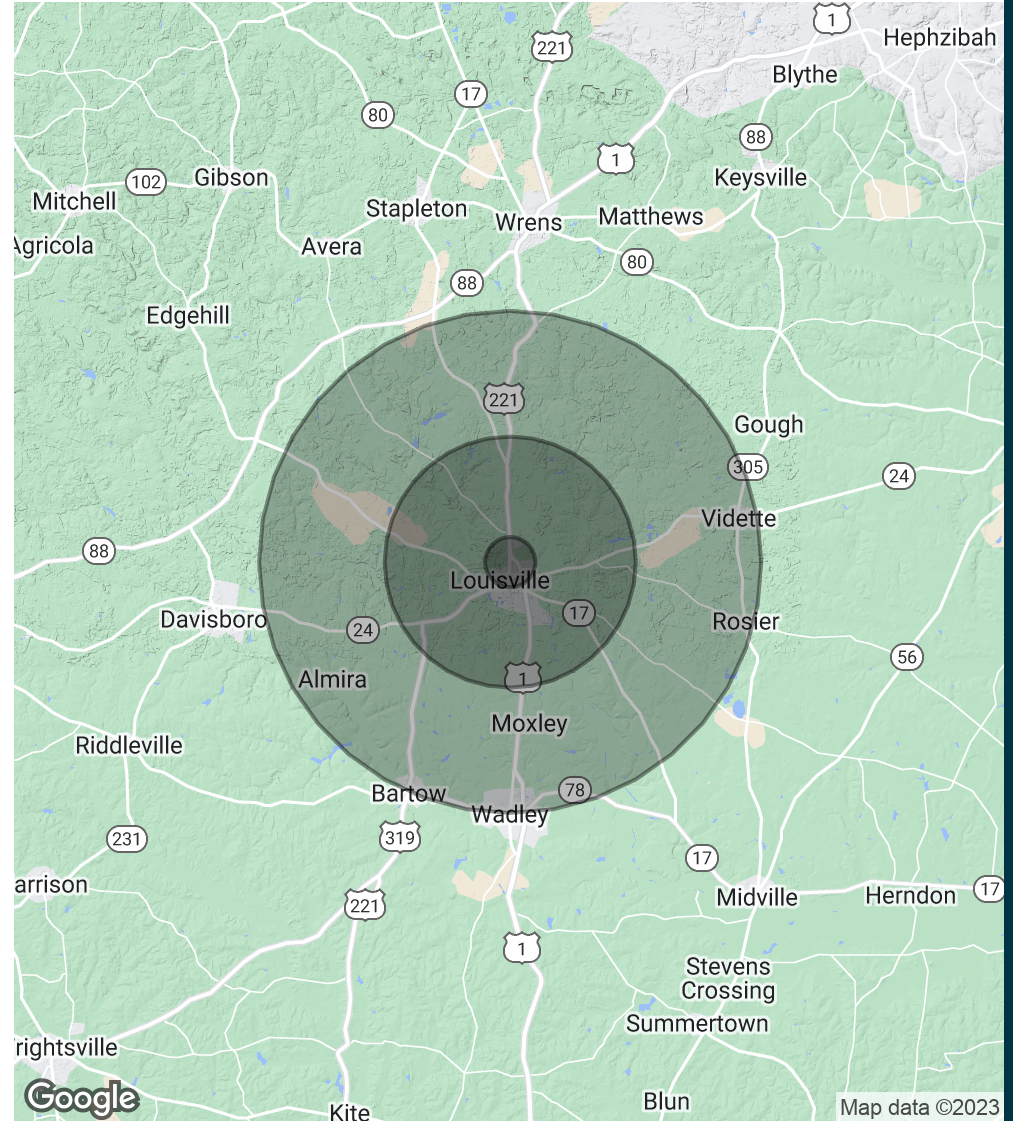 1
Hephzibah
221
Blythe
17
80
88
1
Gibson
102
Keysville
Mitchell
Stapleton
Matthews
Wrens
Agricola
Avera
80
88
Edgehill
221
Gough
305
24
Vidette
88
Louisville
17
Davisboro
24
Rosier
56
Almira
1
Moxley
Riddleville
78
Bartow
Wadley
231
319
17
arrison
Midville
Herndon
17
221
1
Stevens
Crossing
Summertown
rightsville
Google
Blun
Map data ©2023
Kite